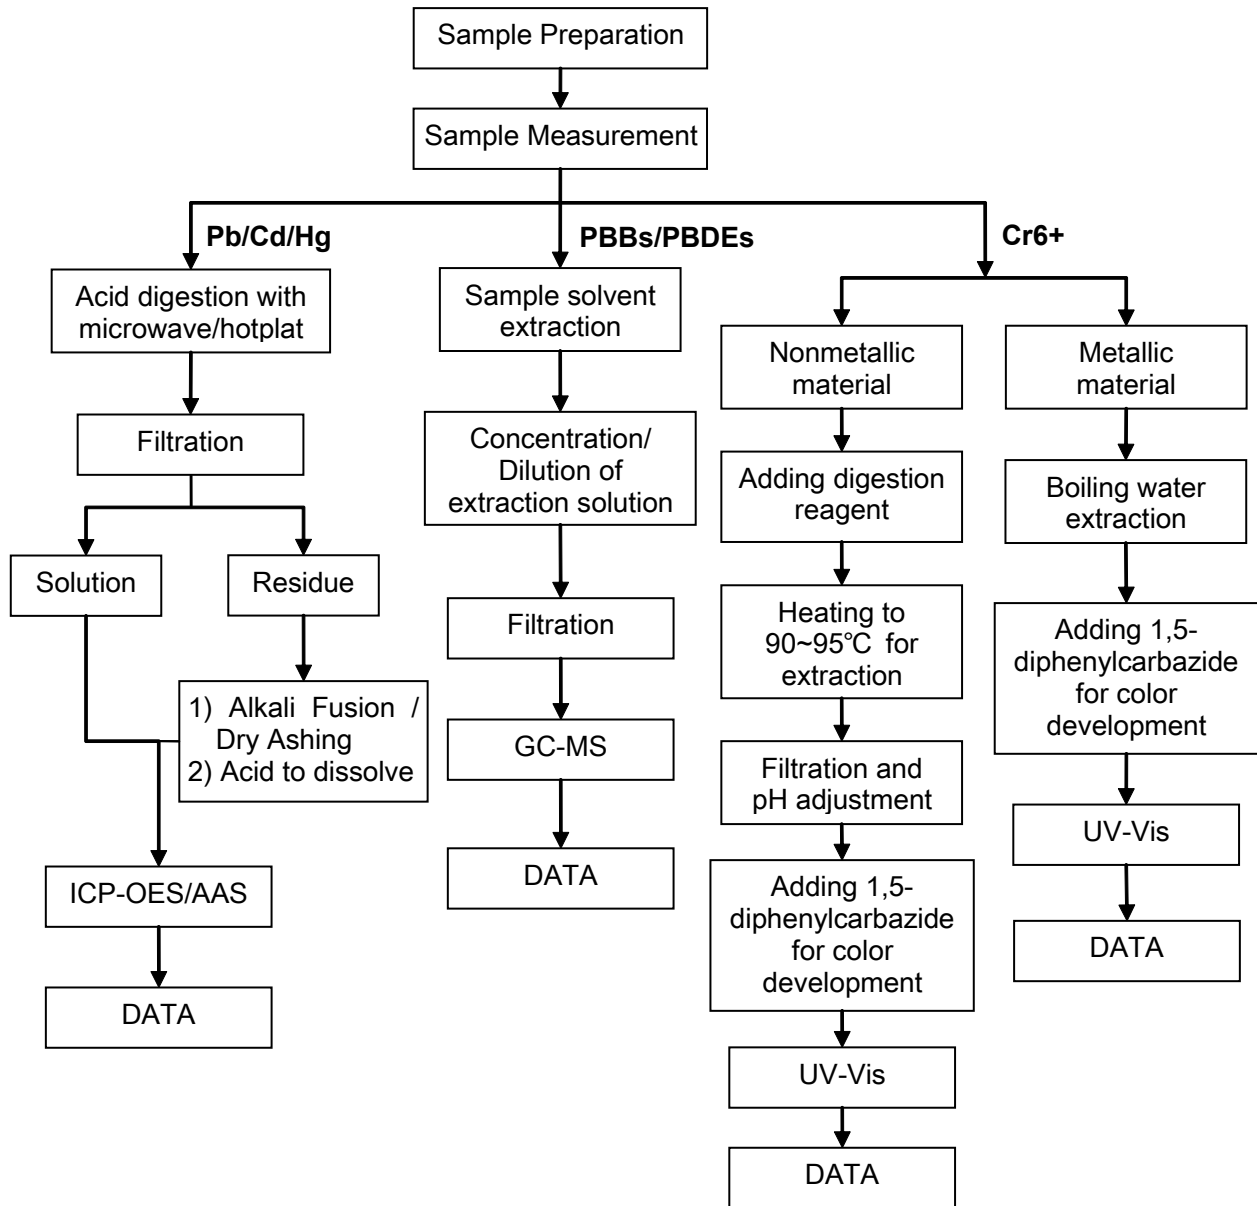 Sample Preparation
Sample Measurement
Pb/Cd/Hg
PBBs/PBDEs
Cr6+
Acid digestion with
microwave/hotplat
Filtration
Solution
Residue
1) Alkali Fusion /
Dry Ashing
2) Acid to dissolve
ICP-OES/AAS
DATA
Sample solvent
extraction
Concentration/
Dilution of
extraction solution
Filtration
GC-MS
DATA
Nonmetallic
material
Adding digestion
reagent
Heating to
90~95℃ for
extraction
Filtration and
pH adjustment
Adding 1,5-
diphenylcarbazide
for color
development
UV-Vis
DATA
Metallic
material
Boiling water
extraction
Adding 1,5-
diphenylcarbazide
for color
development
UV-Vis
DATA